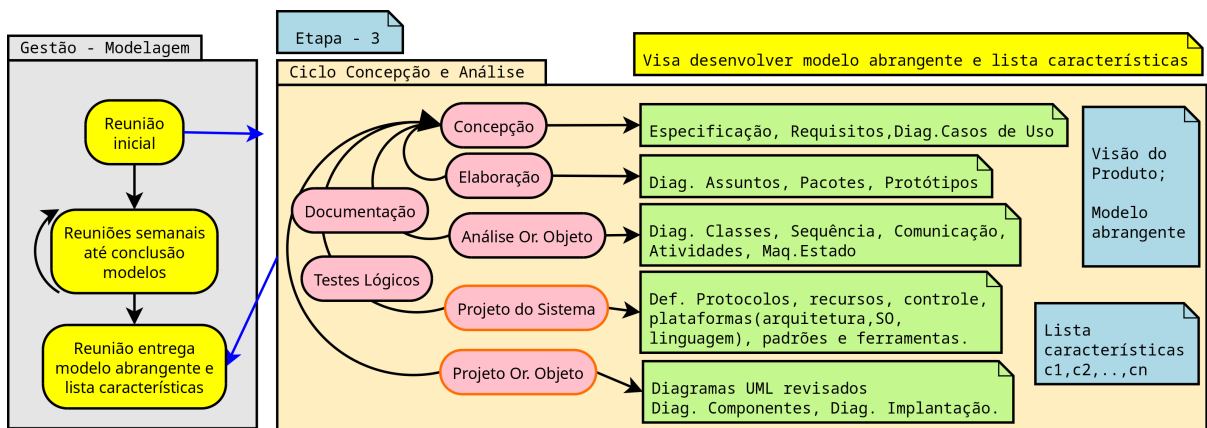 Etapa - 3
Gestão - Modelagem
Ciclo Concepção e Análise
Visa desenvolver modelo abrangente e lista características
Reunião
inicial
Reuniões semanais
até conclusão
modelos
Reunião entrega
modelo abrangente e
lista características
Concepção
Elaboração
Documentação
Análise Or. Objeto
Testes Lógicos
Projeto do Sistema
Projeto Or. Objeto
Especificação, Requisitos,Diag.Casos de Uso
Diag. Assuntos, Pacotes, Protótipos
Diag. Classes, Sequência, Comunicação,
Atividades, Maq.Estado
Def. Protocolos, recursos, controle,
plataformas(arquitetura,SO,
linguagem), padrões e ferramentas.
Diagramas UML revisados
Diag. Componentes, Diag. Implantação.
Visão do
Produto;
Modelo
abrangente
Lista
características
c1,c2,..,cn